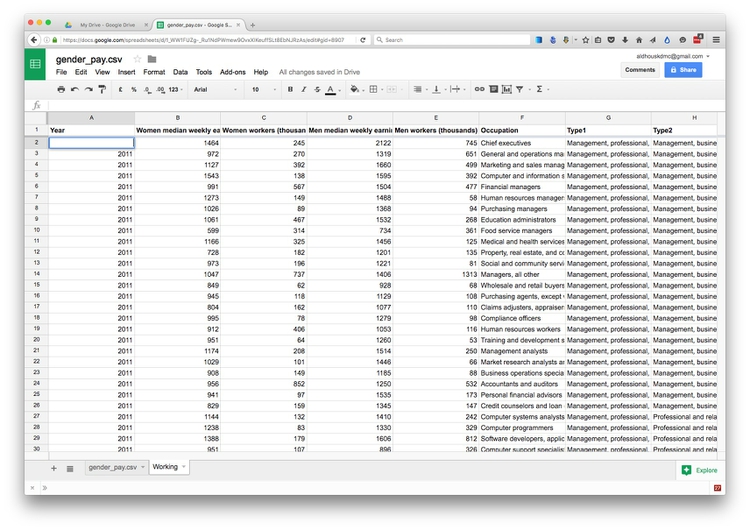 My Drive - Google Drive gender_pay.csv - Google S...
Search
gender_pay.csv
aldhouskdmc@gmail.com
File Edit View Insert Format Data Tools Add-ons Help All changes saved in Drive
Comments Share
£ % .0 .00 123 Arial 10 B I S A
fx
A B C D E F G H
1 Year Women median weekly ea Women workers (thousan Men median weekly earni Men workers (thousands) Occupation Type1 Type2
2 1464 245 2122 745 Chief executives Management, professional, Management, busine
3 2011 972 270 1319 651 General and operations ma Management, professional, Management, busine
4 2011 1127 392 1660 499 Marketing and sales manag Management, professional, Management, busine
5 2011 1543 138 1595 392 Computer and information s Management, professional, Management, busine
6 2011 991 567 1504 477 Financial managers Management, professional, Management, busine
7 2011 1273 149 1488 58 Human resources manager Management, professional, Management, busine
8 2011 1026 89 1368 94 Purchasing managers Management, professional, Management, busine
9 2011 1061 467 1532 268 Education administrators Management, professional, Management, busine
10 2011 599 314 734 361 Food service managers Management, professional, Management, busine
11 2011 1166 325 1456 125 Medical and health services Management, professional, Management, busine
12 2011 728 182 1201 135 Property, real estate, and co Management, professional, Management, busine
13 2011 973 196 1221 81 Social and community servi Management, professional, Management, busine
14 2011 1047 737 1406 1313 Managers, all other Management, professional, Management, busine
15 2011 849 62 928 68 Wholesale and retail buyers Management, professional, Management, busine
16 2011 945 118 1129 108 Purchasing agents, except Management, professional, Management, busine
17 2011 804 162 1077 110 Claims adjusters, appraiser Management, professional, Management, busine
18 2011 995 78 1279 98 Compliance officers Management, professional, Management, busine
19 2011 912 406 1053 116 Human resources workers Management, professional, Management, busine
20 2011 951 64 1260 53 Training and development s Management, professional, Management, busine
21 2011 1174 208 1514 250 Management analysts Management, professional, Management, busine
22 2011 1029 101 1446 66 Market research analysts ar Management, professional, Management, busine
23 2011 908 149 1185 88 Business operations specia Management, professional, Management, busine
24 2011 956 852 1250 532 Accountants and auditors Management, professional, Management, busine
25 2011 941 97 1535 173 Personal financial advisors Management, professional, Management, busine
26 2011 829 159 1345 147 Credit counselors and loan Management, professional, Management, busine
27 2011 1144 132 1410 242 Computer systems analysts Management, professional, Professional and rela
28 2011 1238 83 1330 329 Computer programmers Management, professional, Professional and rela
29 2011 1388 179 1606 812 Software developers, applic Management, professional, Professional and rela
30 2011 951 107 896 326 Computer support specialis Management, professional, Professional and rela
gender_pay.csv Working Explore